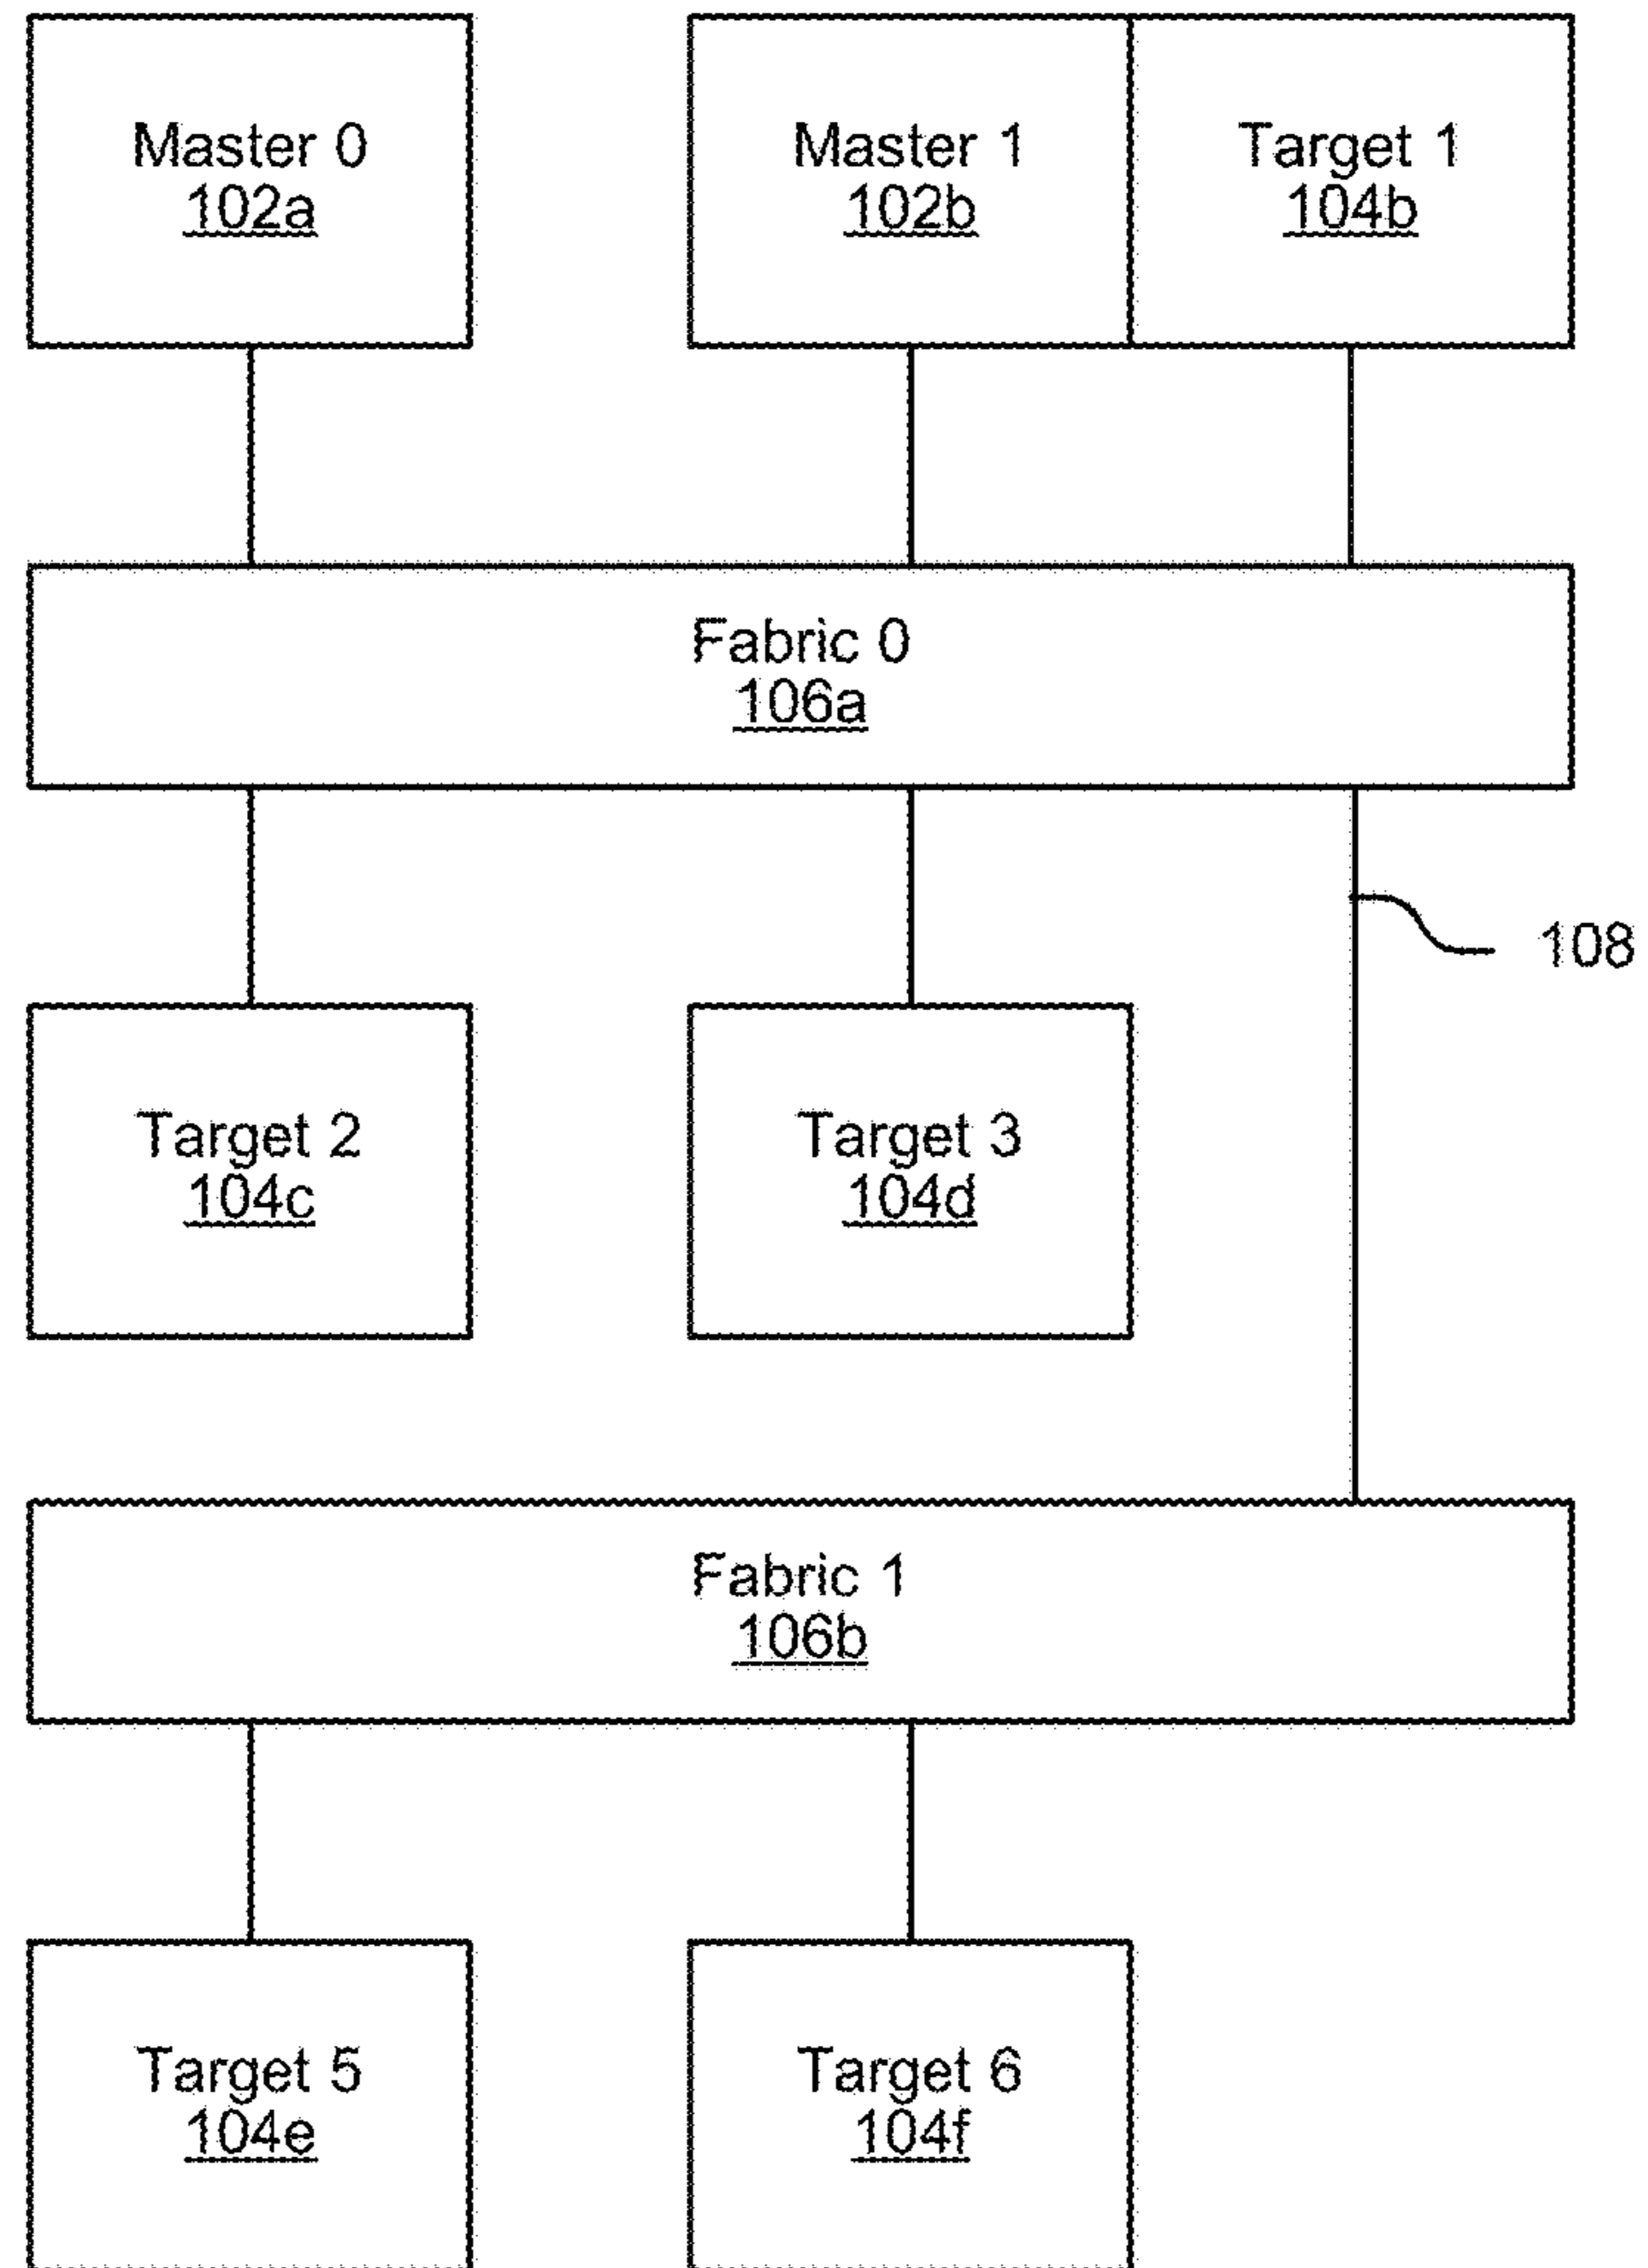 Master 0
102a
Master 1
102b
Target 1
104b
Fabric 0
106a
108
Target 2
104c
Target 3
104d
Fabric 1
106b
Target 5
104e
Target 6
104f